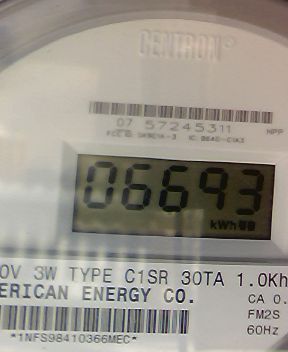 CENTRON®
07 57245311
NPP
06693
kWh
0V 3W TYPE C1SR 30TA 1.0Kh
ERICAN ENERGY CO.
CA 0.
FM2S
60Hz
*1NFS98410366MEC*